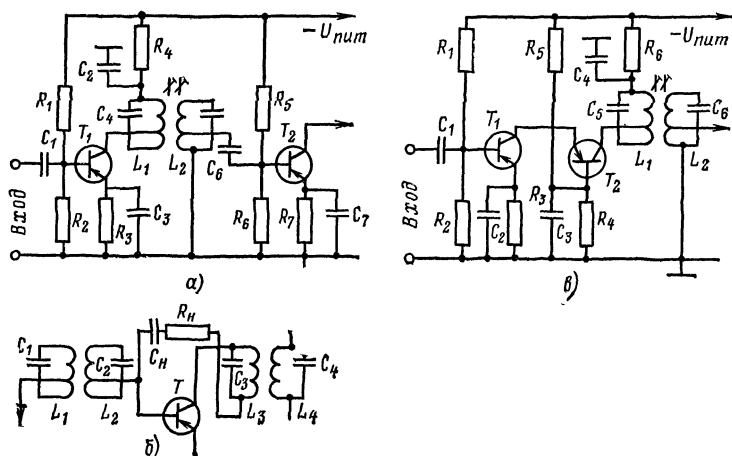 -Uпит
R₄
C₂
R₁
C₄
R₅
C₁
T₁
L₁
L₂
C₆
T₂
Вход
R₂
R₃
C₃
R₆
R₇
C₇
а)
-Uпит
R₁
R₅
R₆
C₄
C₅
C₆
C₁
T₁
L₁
L₂
T₂
Вход
R₂
C₂
R₃
C₃
R₄
в)
Rн
Cн
C₁
C₂
C₃
C₄
T
L₁
L₂
L₃
L₄
б)